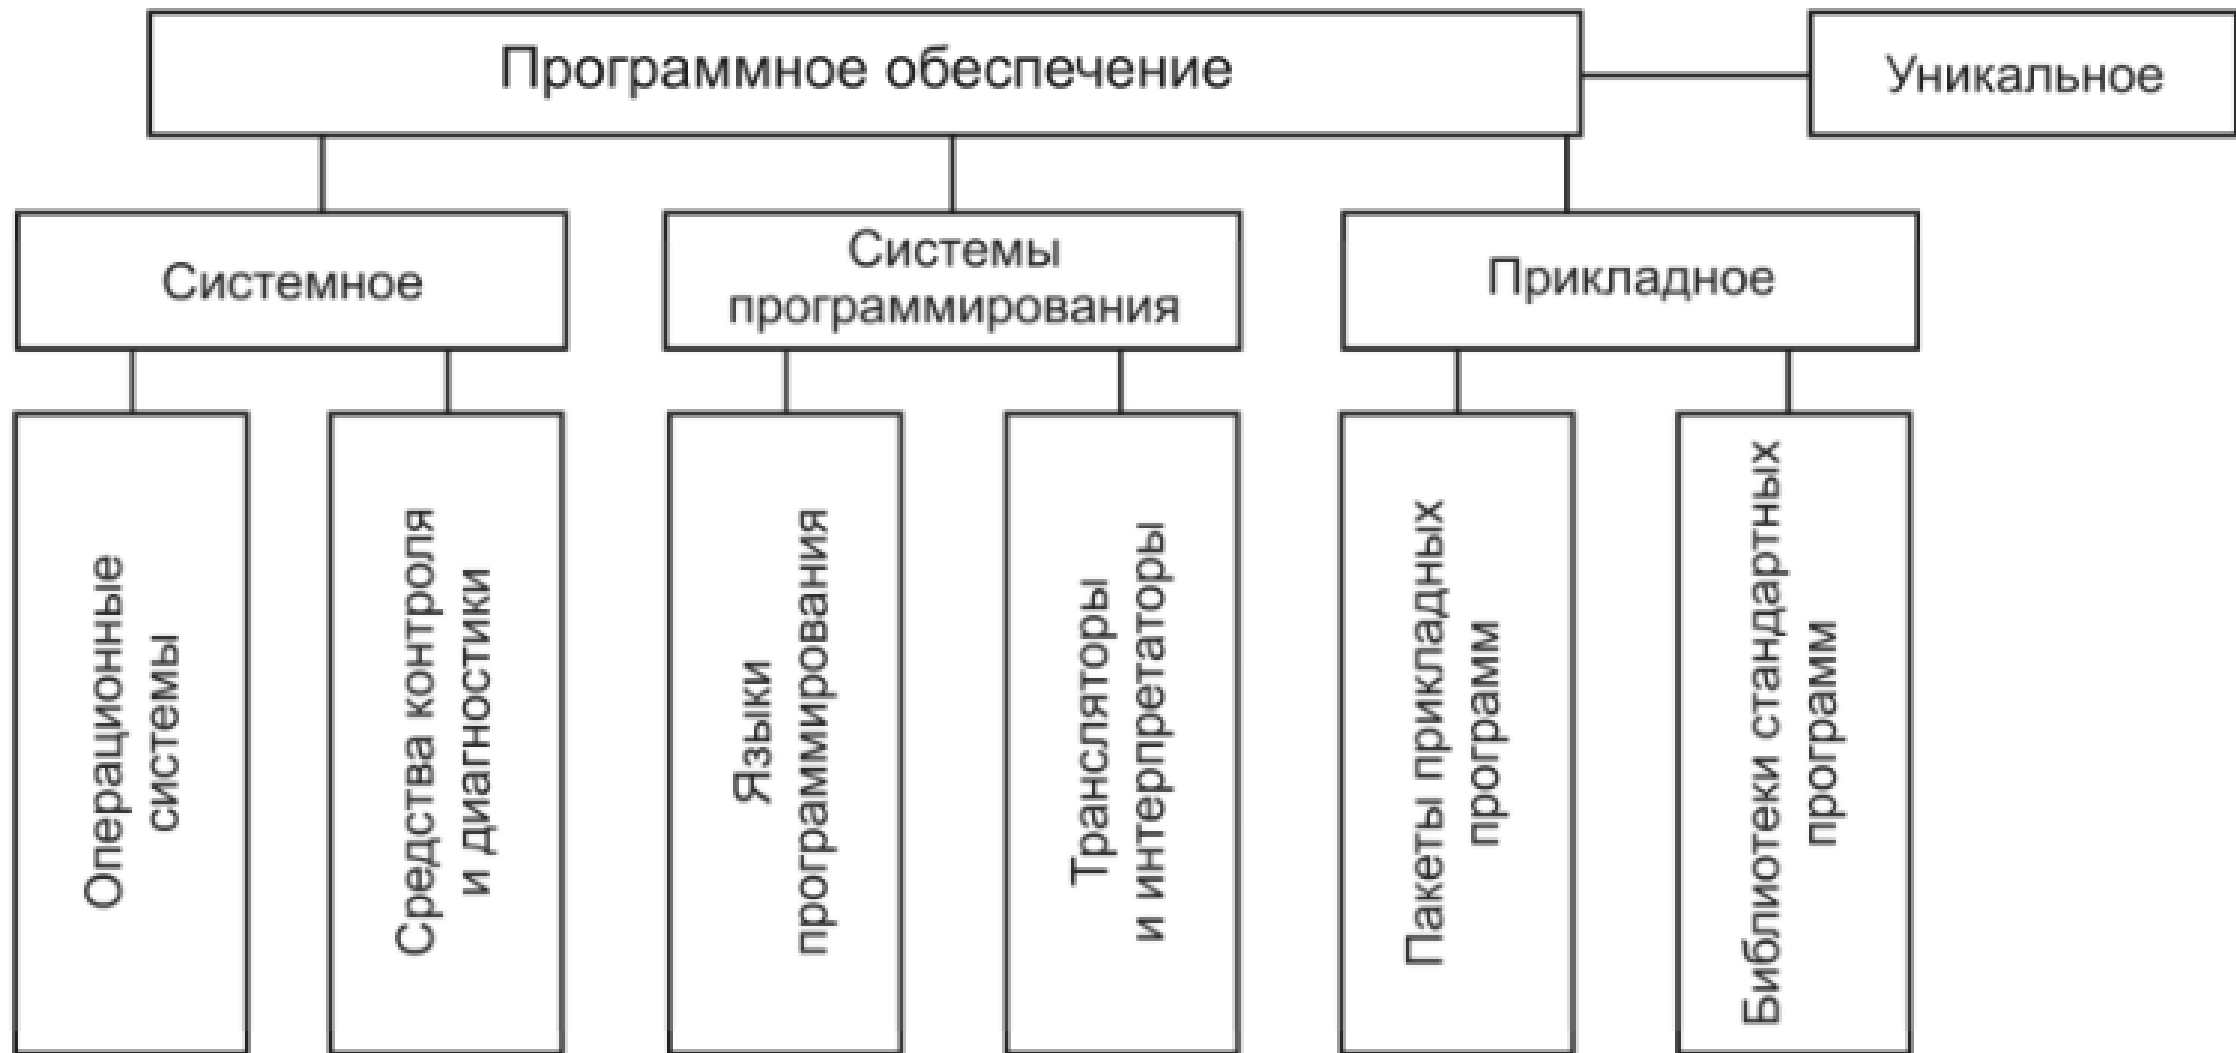 Программное обеспечение
Уникальное
Системное
Системы
программирования
Прикладное
Операционные
системы
Средства контроля
и диагностики
Языки
программирования
Трансляторы
и интерпретаторы
Пакеты прикладных
программ
Библиотеки стандартных
программ